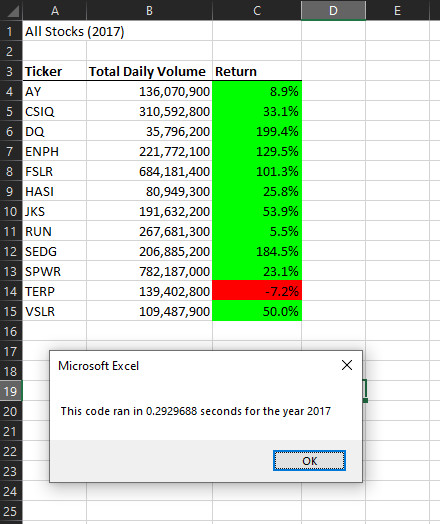 A B C D E
1 All Stocks (2017)
2
3 Ticker Total Daily Volume Return
4 AY 136,070,900 8.9%
5 CSIQ 310,592,800 33.1%
6 DQ 35,796,200 199.4%
7 ENPH 221,772,100 129.5%
8 FSLR 684,181,400 101.3%
9 HASI 80,949,300 25.8%
10 JKS 191,632,200 53.9%
11 RUN 267,681,300 5.5%
12 SEDG 206,885,200 184.5%
13 SPWR 782,187,000 23.1%
14 TERP 139,402,800 -7.2%
15 VSLR 109,487,900 50.0%
16
17
18 Microsoft Excel
19
20 This code ran in 0.2929688 seconds for the year 2017
21
22
23 OK
24
25